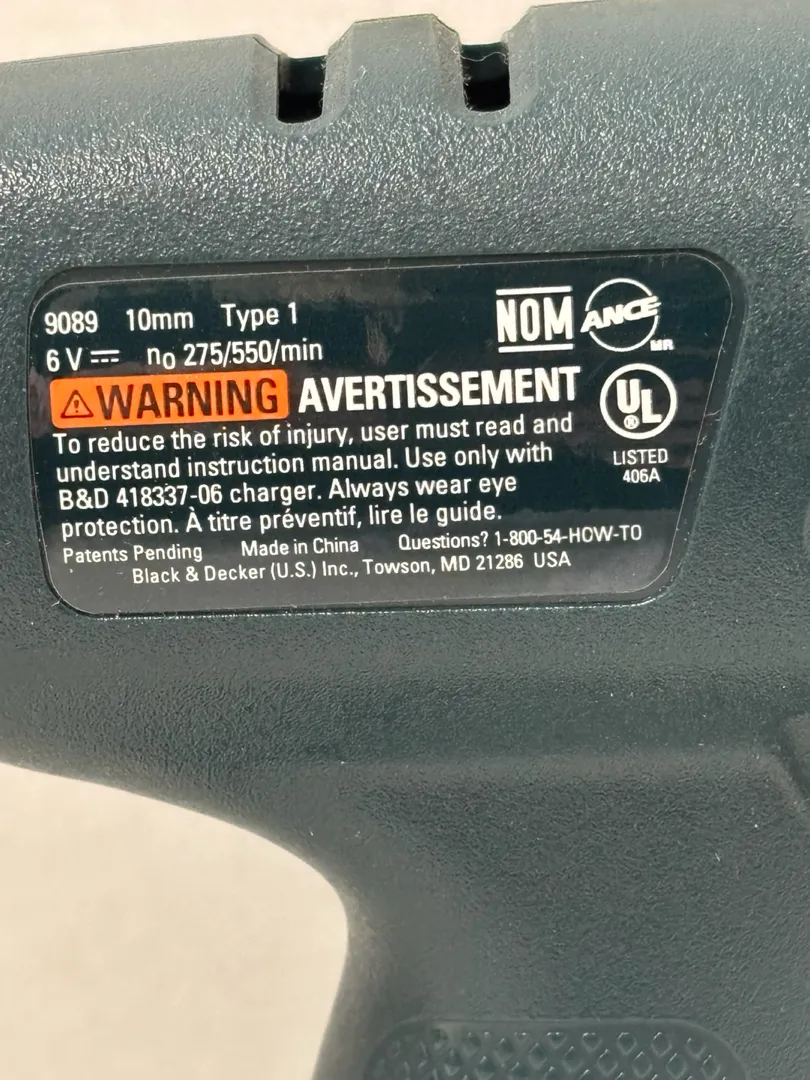 9089 10mm Type 1
6 V ⎓ n₀ 275/550/min
NOM ANCE MR
WARNING AVERTISSEMENT
UL ®
LISTED
406A
To reduce the risk of injury, user must read and
understand instruction manual. Use only with
B&D 418337-06 charger. Always wear eye
protection. À titre préventif, lire le guide.
Patents Pending Made in China Questions? 1-800-54-HOW-TO
Black & Decker (U.S.) Inc., Towson, MD 21286 USA